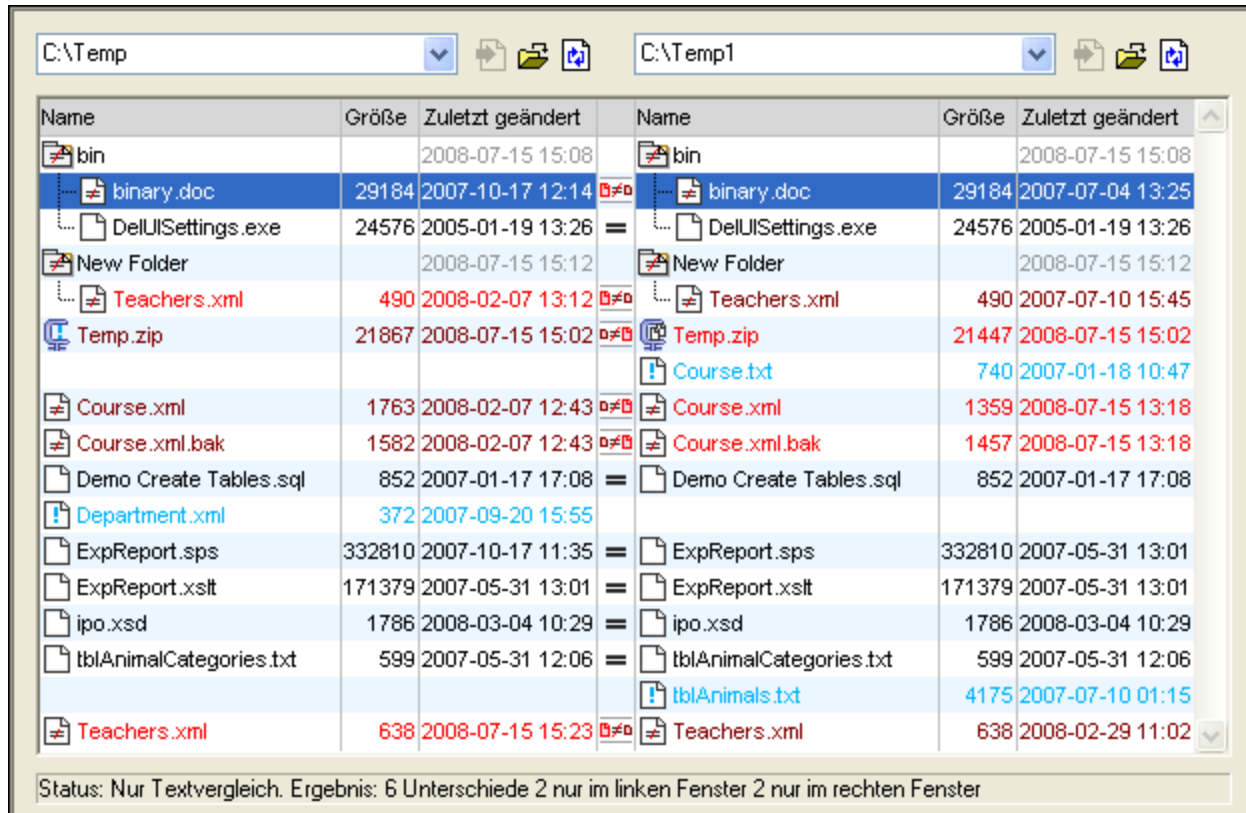 C:\Temp C:\Temp1
Name Größe Zuletzt geändert Name Größe Zuletzt geändert
bin 2008-07-15 15:08 bin 2008-07-15 15:08
binary.doc 29184 2007-10-17 12:14 ≠ binary.doc 29184 2007-07-04 13:25
DelUISettings.exe 24576 2005-01-19 13:26 = DelUISettings.exe 24576 2005-01-19 13:26
New Folder 2008-07-15 15:12 New Folder 2008-07-15 15:12
Teachers.xml 490 2008-02-07 13:12 ≠ Teachers.xml 490 2007-07-10 15:45
Temp.zip 21867 2008-07-15 15:02 ≠ Temp.zip 21447 2008-07-15 15:02
Course.txt 740 2007-01-18 10:47
Course.xml 1763 2008-02-07 12:43 ≠ Course.xml 1359 2008-07-15 13:18
Course.xml.bak 1582 2008-02-07 12:43 ≠ Course.xml.bak 1457 2008-07-15 13:18
Demo Create Tables.sql 852 2007-01-17 17:08 = Demo Create Tables.sql 852 2007-01-17 17:08
Department.xml 372 2007-09-20 15:55
ExpReport.sps 332810 2007-10-17 11:35 = ExpReport.sps 332810 2007-05-31 13:01
ExpReport.xslt 171379 2007-05-31 13:01 = ExpReport.xslt 171379 2007-05-31 13:01
ipo.xsd 1786 2008-03-04 10:29 = ipo.xsd 1786 2008-03-04 10:29
tblAnimalCategories.txt 599 2007-05-31 12:06 = tblAnimalCategories.txt 599 2007-05-31 12:06
tblAnimals.txt 4175 2007-07-10 01:15
Teachers.xml 638 2008-07-15 15:23 ≠ Teachers.xml 638 2008-02-29 11:02
Status: Nur Textvergleich. Ergebnis: 6 Unterschiede 2 nur im linken Fenster 2 nur im rechten Fenster